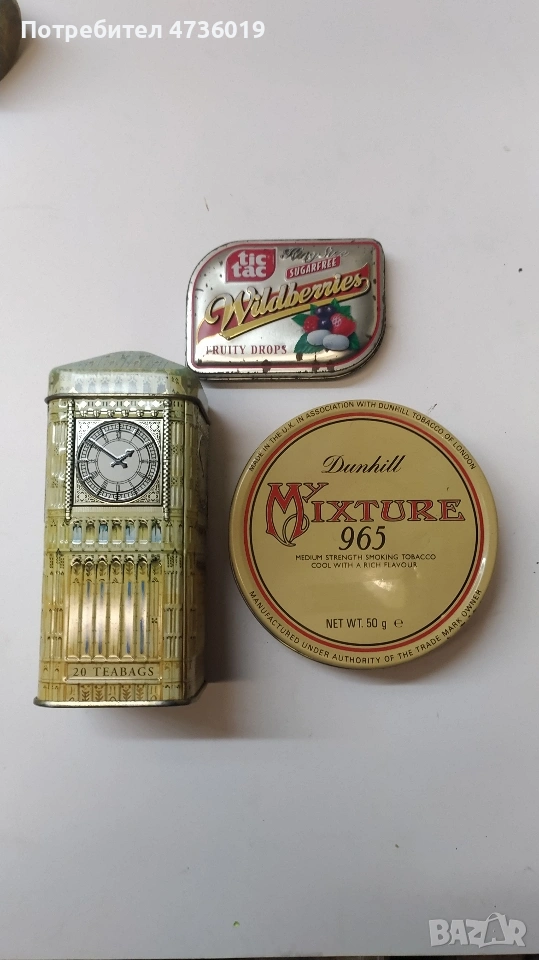 Потребител 4736019
tic
tac
SUGARFREE
Wildberries
FRUITY DROPS
MADE IN THE U.K. IN ASSOCIATION WITH DUNHILL TOBACCO OF LONDON
Dunhill
MY MIXTURE
965
MEDIUM STRENGTH SMOKING TOBACCO
COOL WITH A RICH FLAVOUR
NET WT. 50 g ℮
MANUFACTURED UNDER AUTHORITY OF THE TRADE MARK OWNER
20 TEABAGS
BAZAR